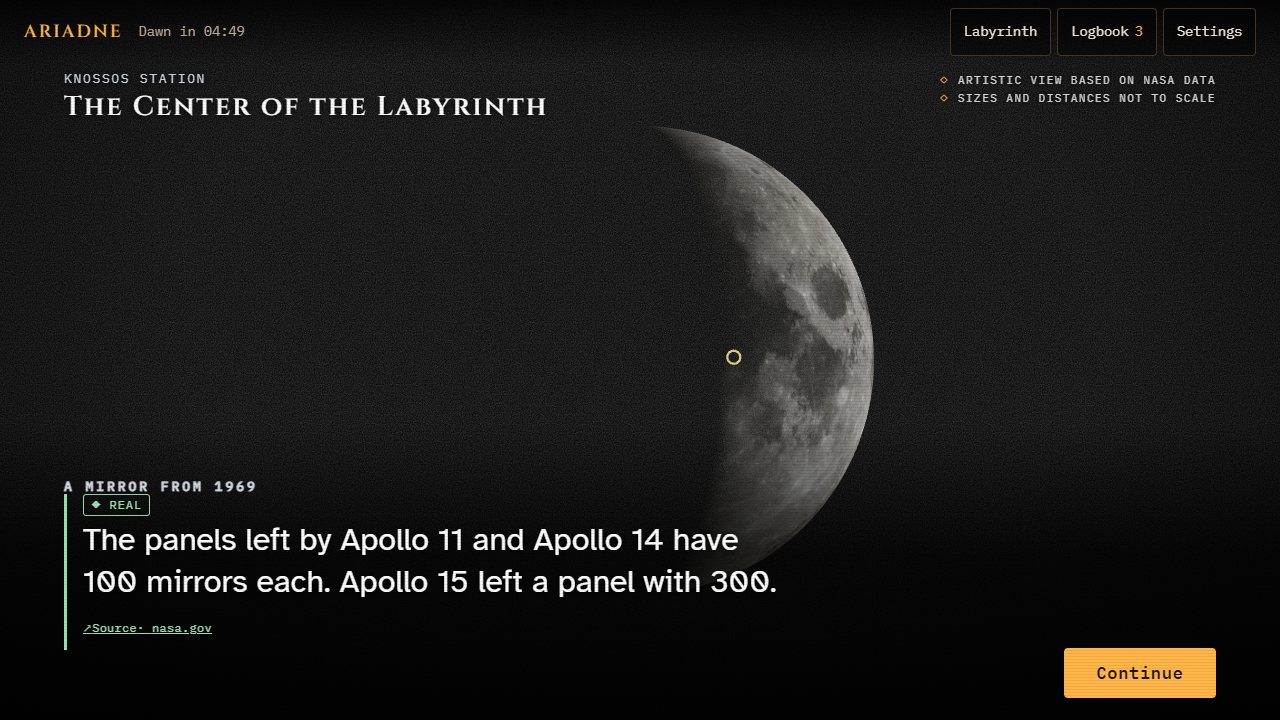 ARIADNE Dawn in 04:49
Labyrinth Logbook 3 Settings
KNOSSOS STATION
The Center of the Labyrinth
◇ ARTISTIC VIEW BASED ON NASA DATA
◇ SIZES AND DISTANCES NOT TO SCALE
A MIRROR FROM 1969
◆ REAL
The panels left by Apollo 11 and Apollo 14 have
100 mirrors each. Apollo 15 left a panel with 300.
↗Source· nasa.gov
Continue